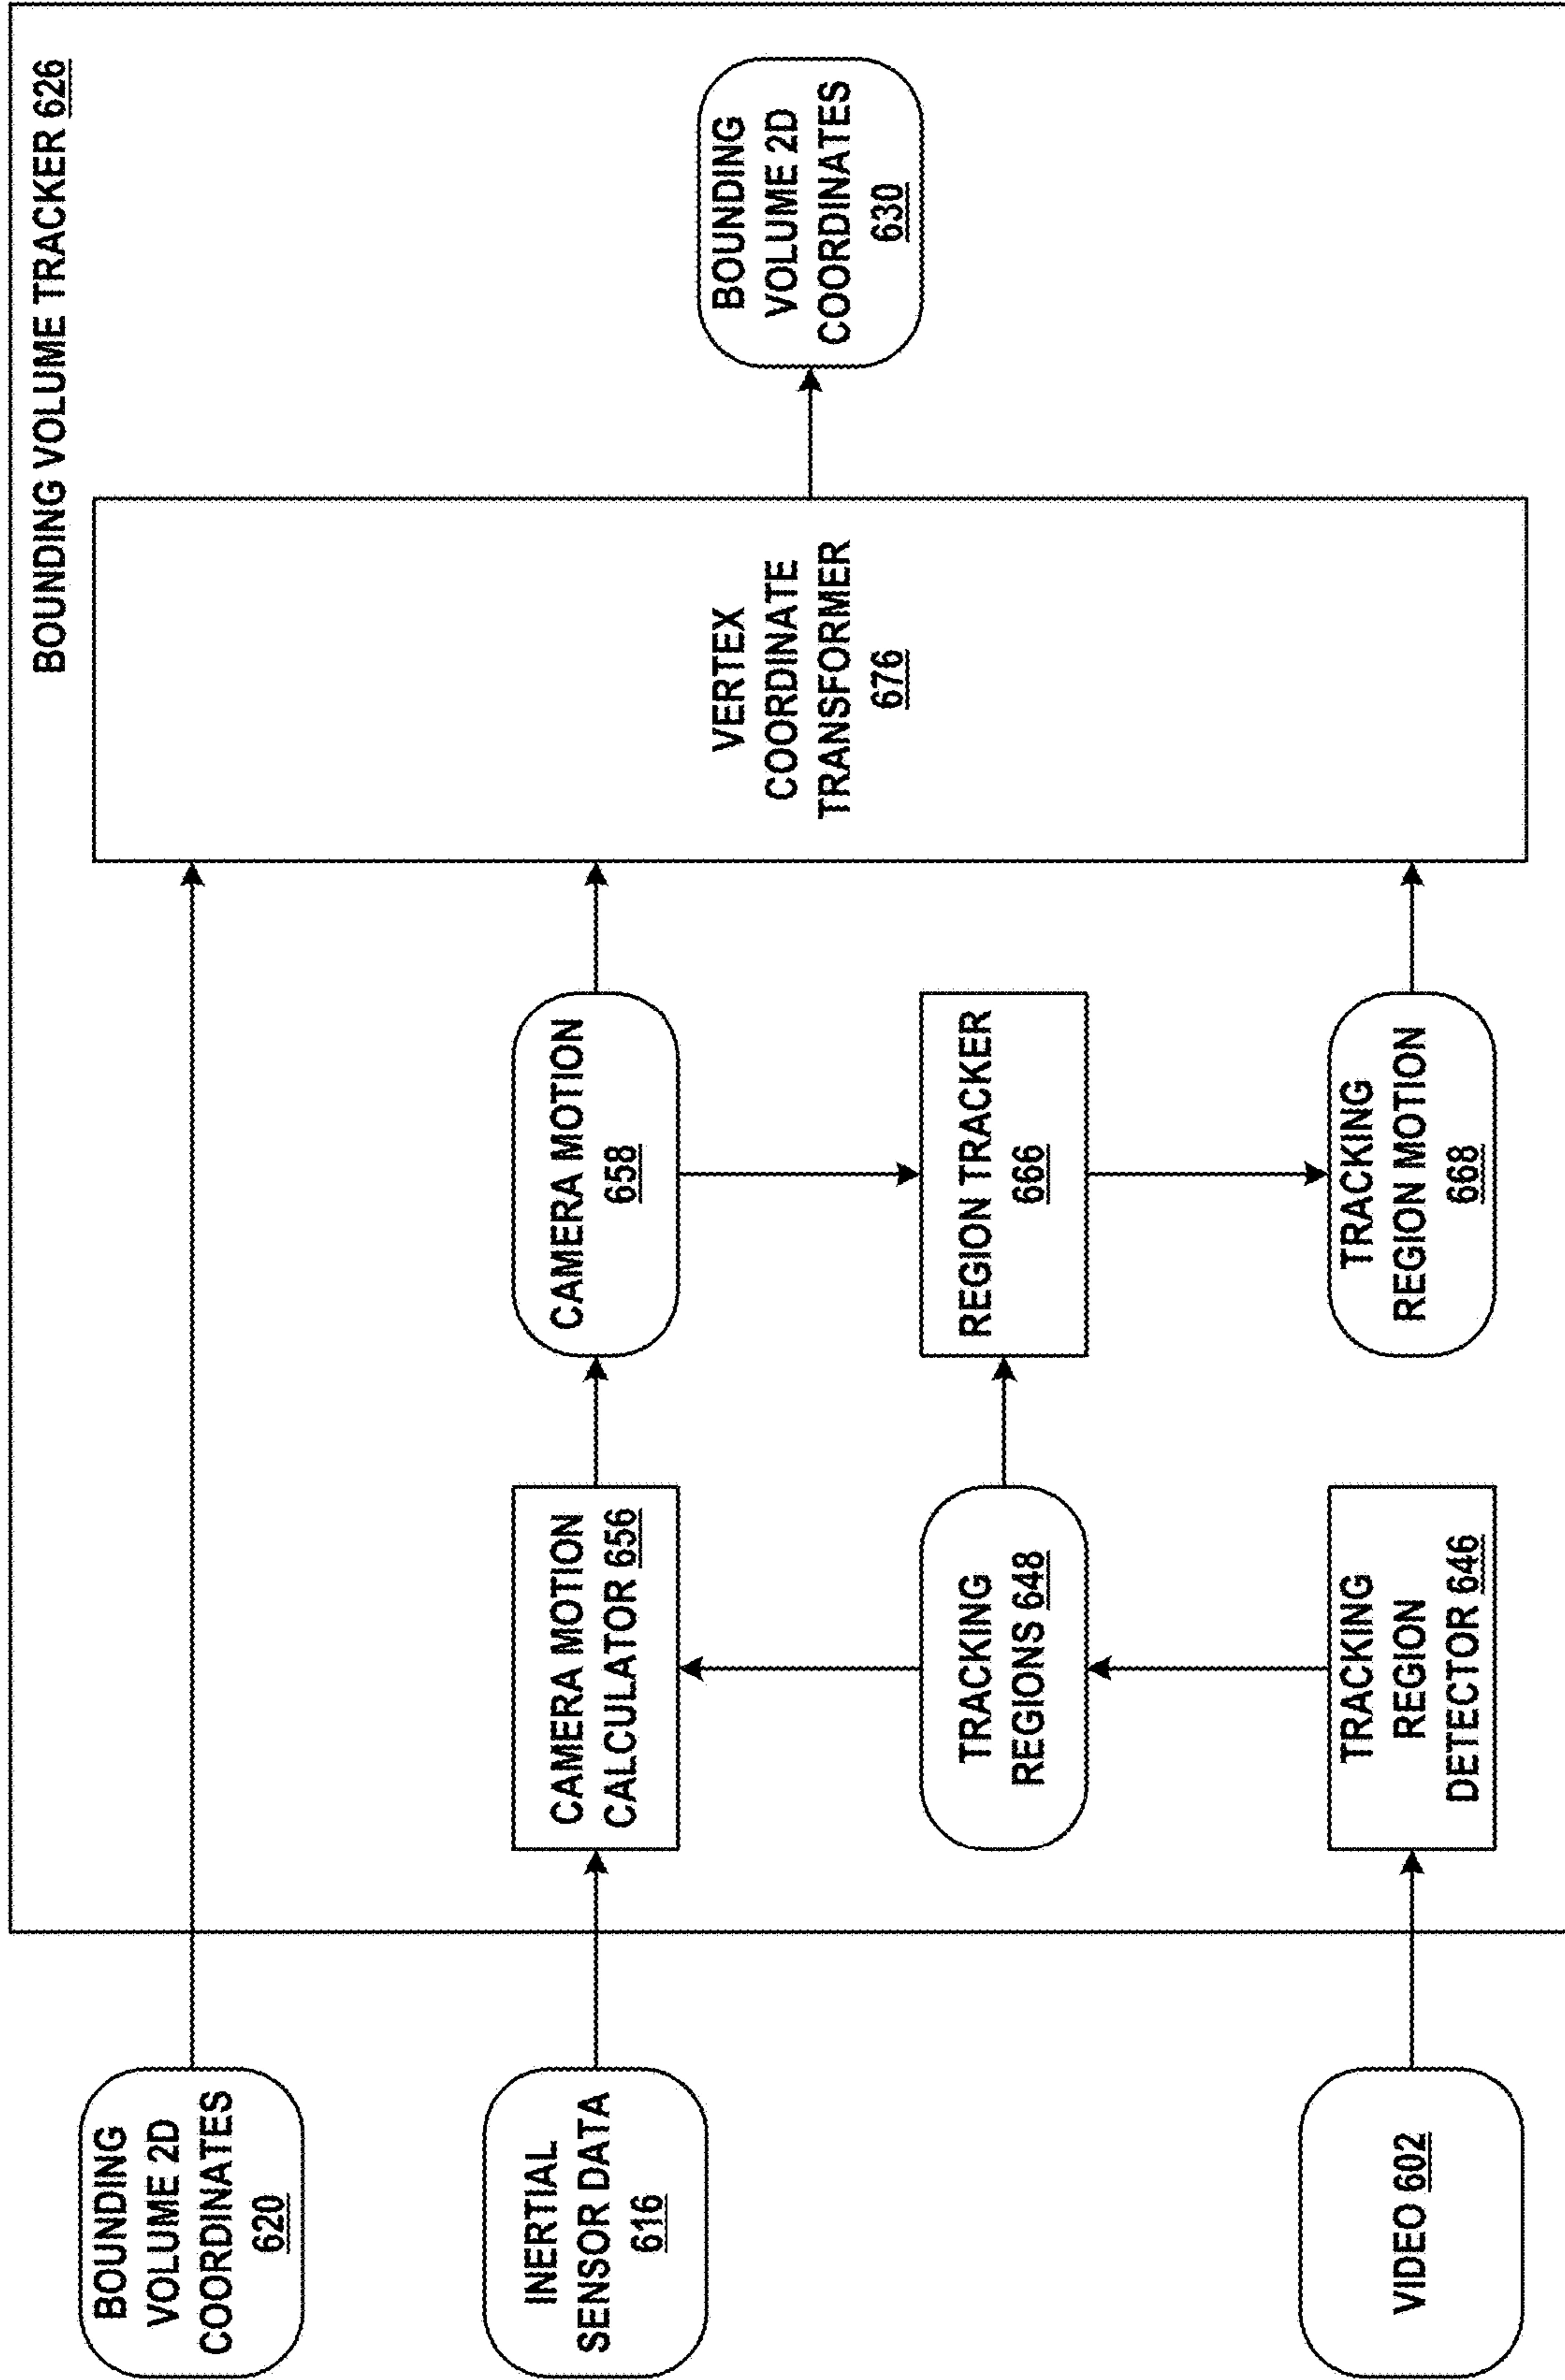 BOUNDING VOLUME TRACKER 626
BOUNDING
VOLUME 2D
COORDINATES
620
INERTIAL
SENSOR DATA
616
VIDEO 602
CAMERA MOTION
CALCULATOR 656
TRACKING
REGIONS 648
TRACKING
REGION
DETECTOR 646
CAMERA MOTION
658
REGION TRACKER
666
TRACKING
REGION MOTION
668
VERTEX
COORDINATE
TRANSFORMER
676
BOUNDING
VOLUME 2D
COORDINATES
630